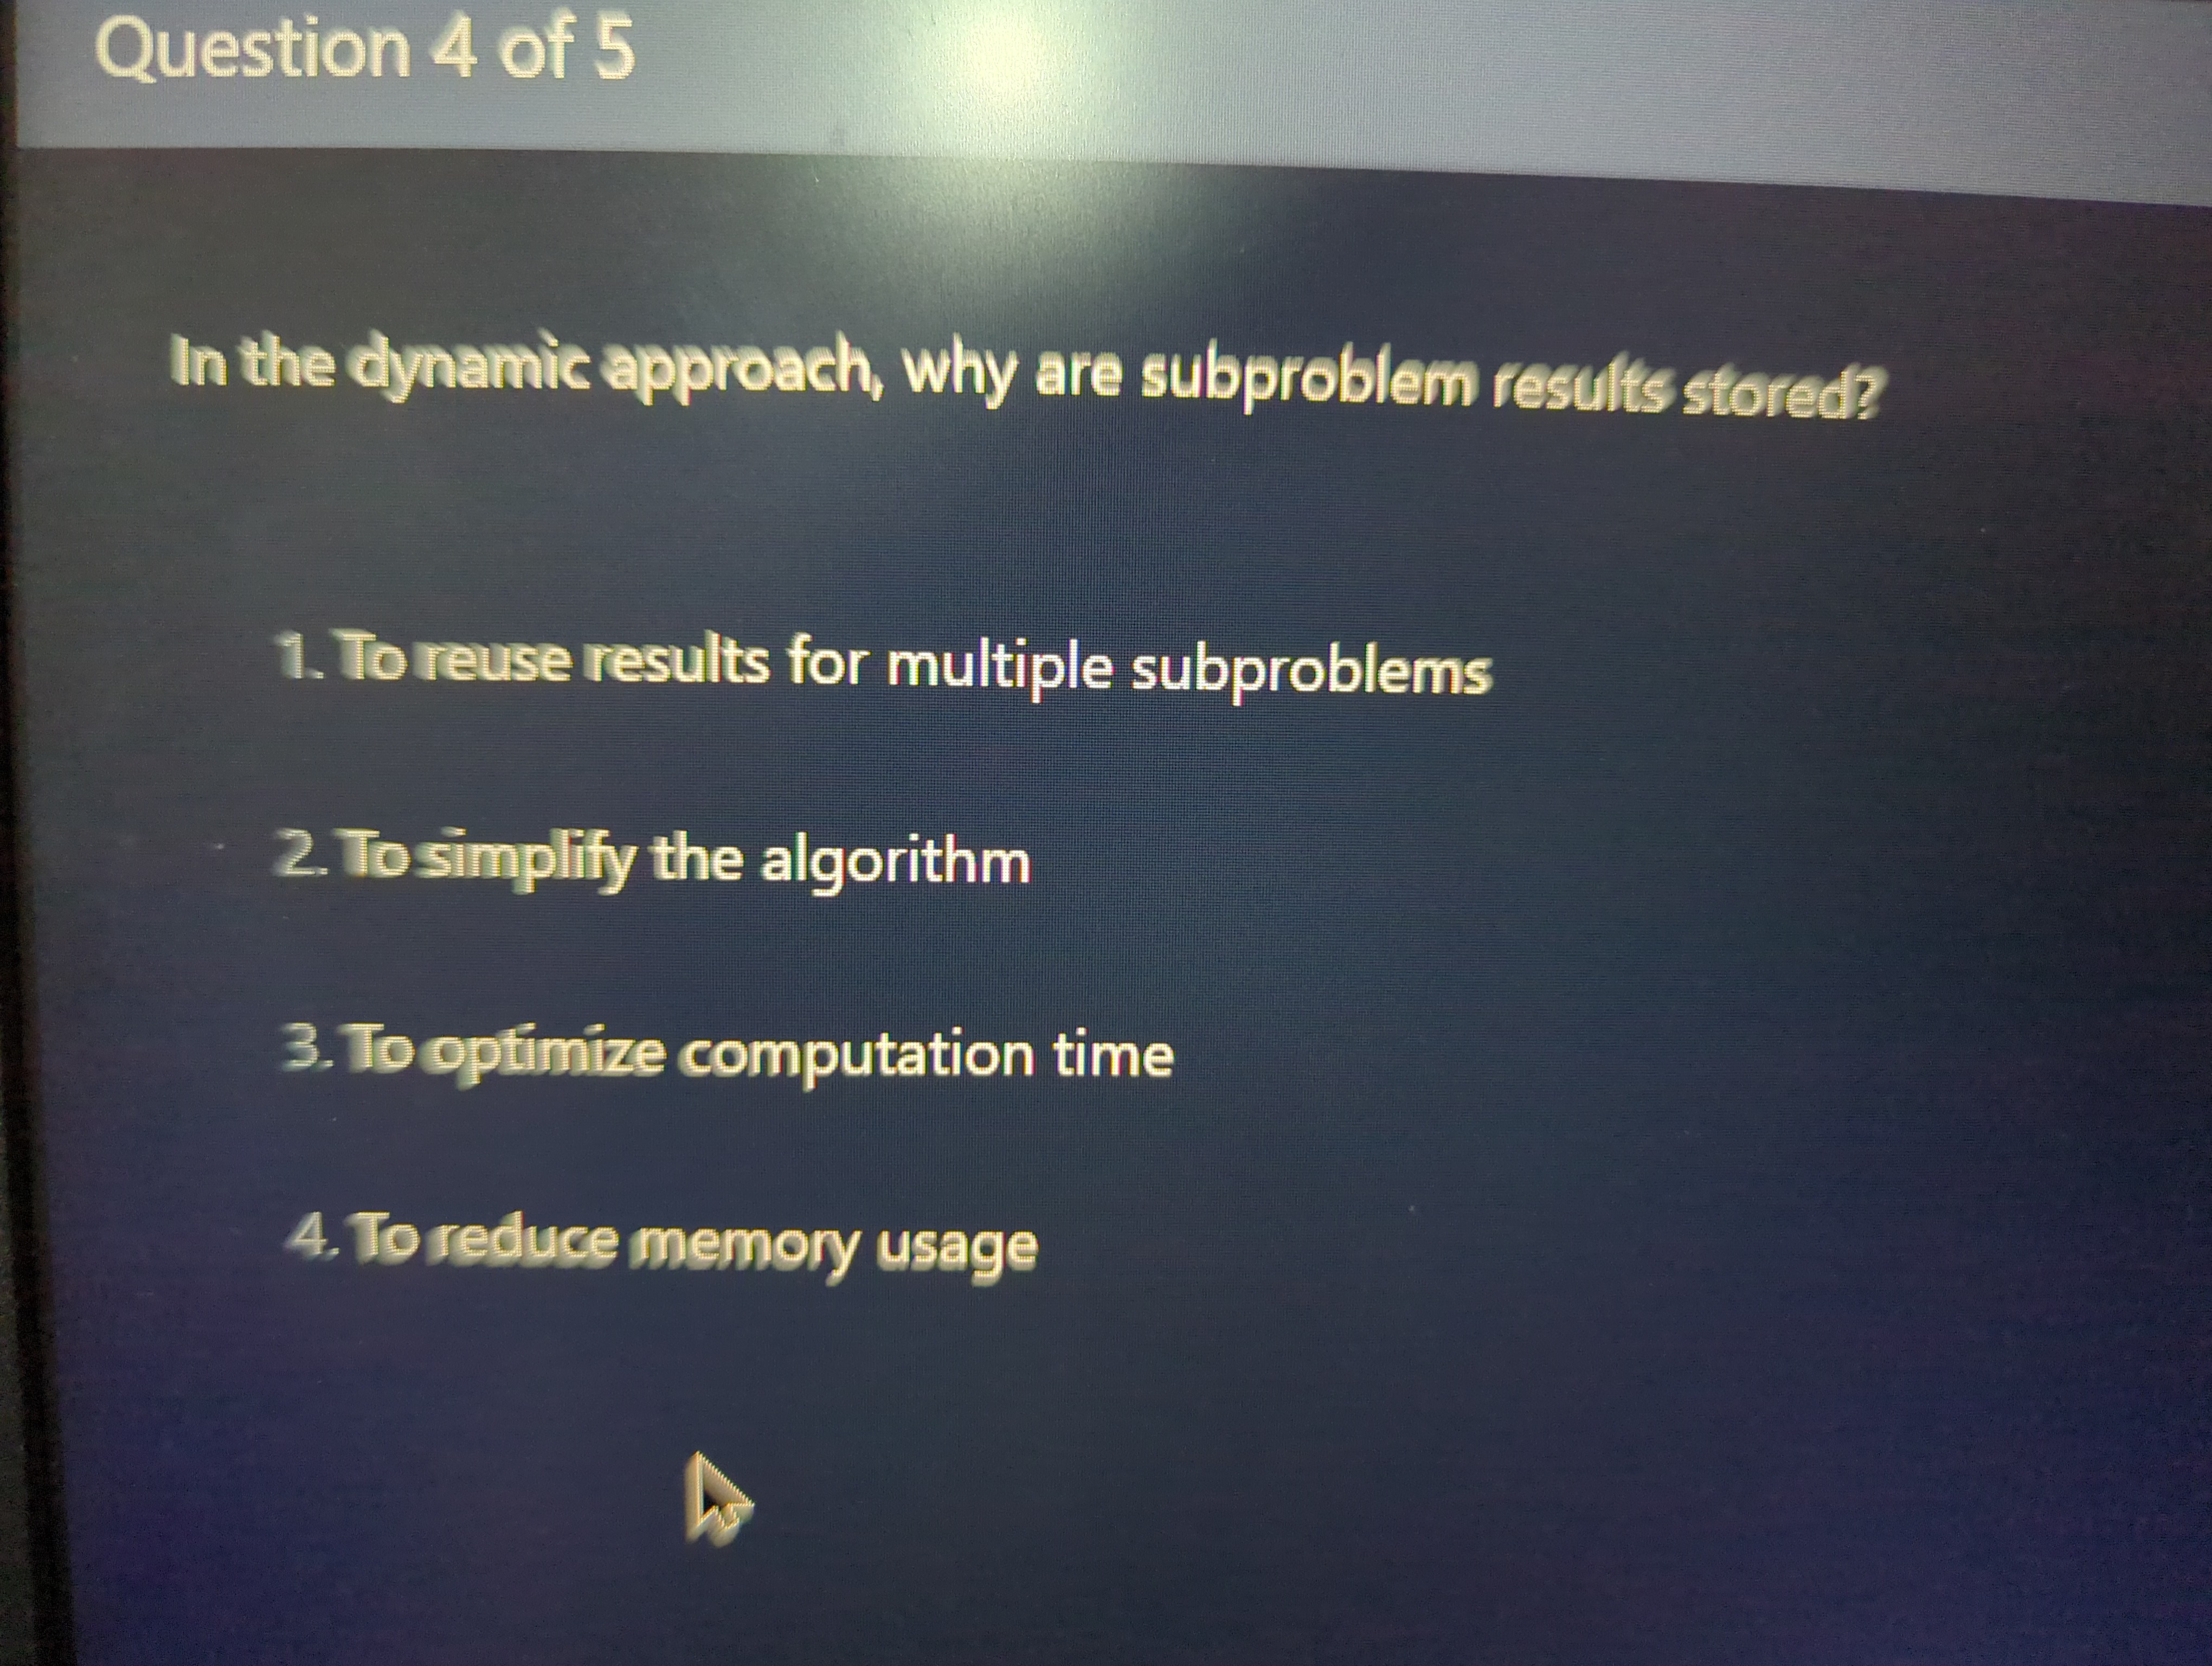 Question 4 of 5
In the dynamic approach, why are subproblem results stored?
1. To reuse results for multiple subproblems
2. To simplify the algorithm
3. To optimize computation time
4. To reduce memory usage